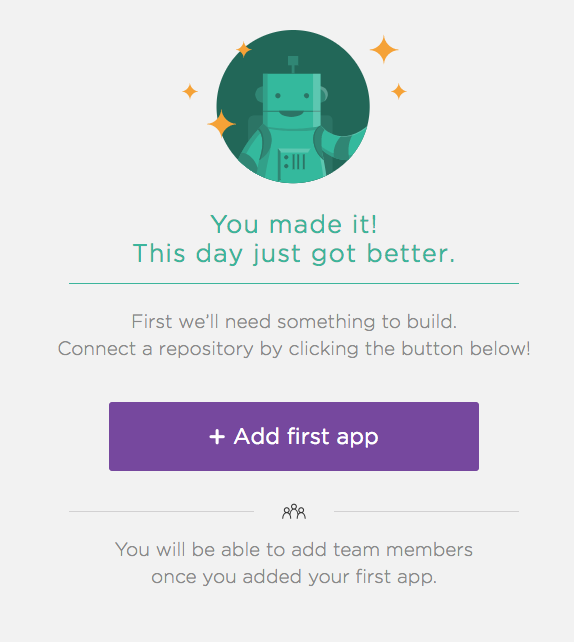 You made it!
This day just got better.
First we’ll need something to build.
Connect a repository by clicking the button below!
+ Add first app
You will be able to add team members
once you added your first app.